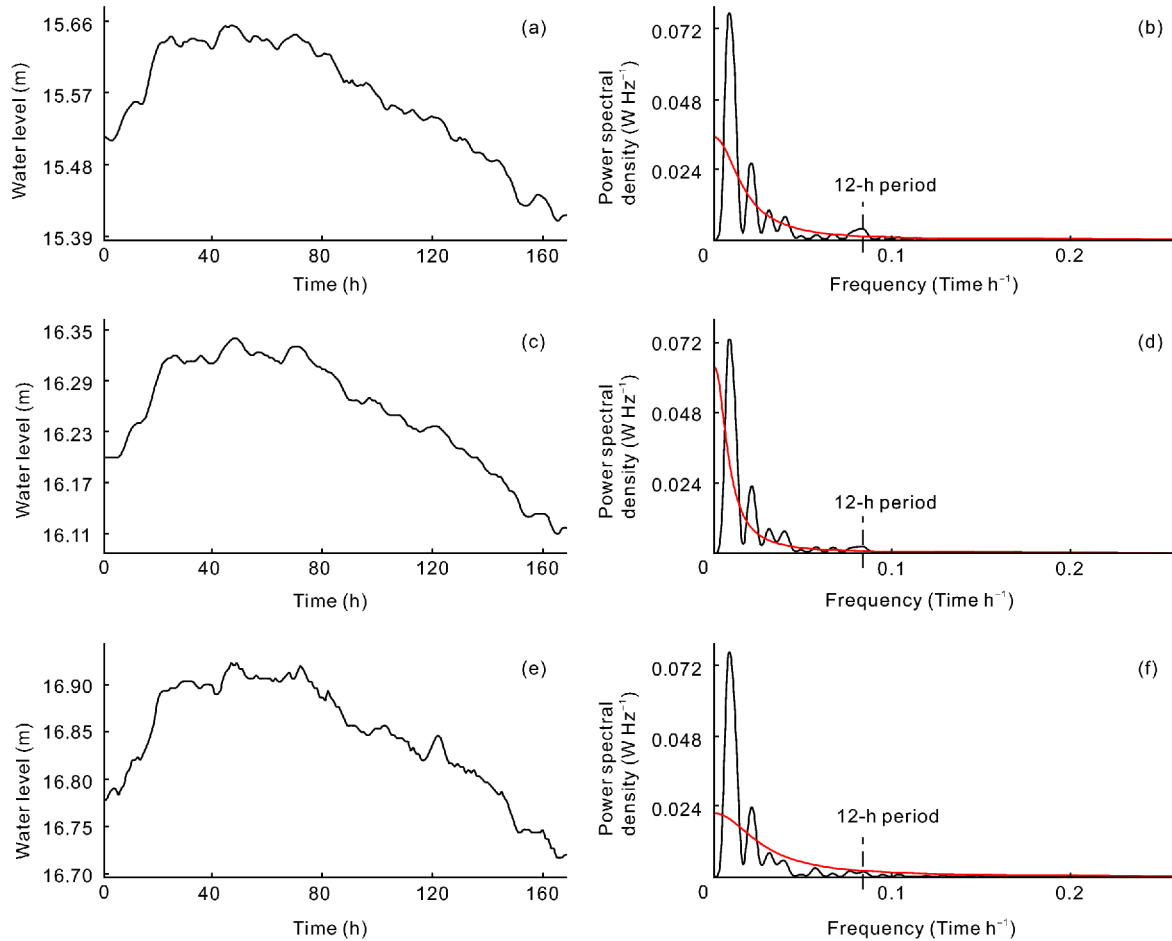 (a)
Water level (m)
15.66
15.57
15.48
15.39
0
40
80
120
160
Time (h)
(b)
Power spectral
density (W Hz⁻¹)
0.072
0.048
0.024
12-h period
0
0.1
0.2
Frequency (Time h⁻¹)
(c)
Water level (m)
16.35
16.29
16.23
16.17
16.11
0
40
80
120
160
Time (h)
(d)
Power spectral
density (W Hz⁻¹)
0.072
0.048
0.024
12-h period
0
0.1
0.2
Frequency (Time h⁻¹)
(e)
Water level (m)
16.90
16.85
16.80
16.75
16.70
0
40
80
120
160
Time (h)
(f)
Power spectral
density (W Hz⁻¹)
0.072
0.048
0.024
12-h period
0
0.1
0.2
Frequency (Time h⁻¹)